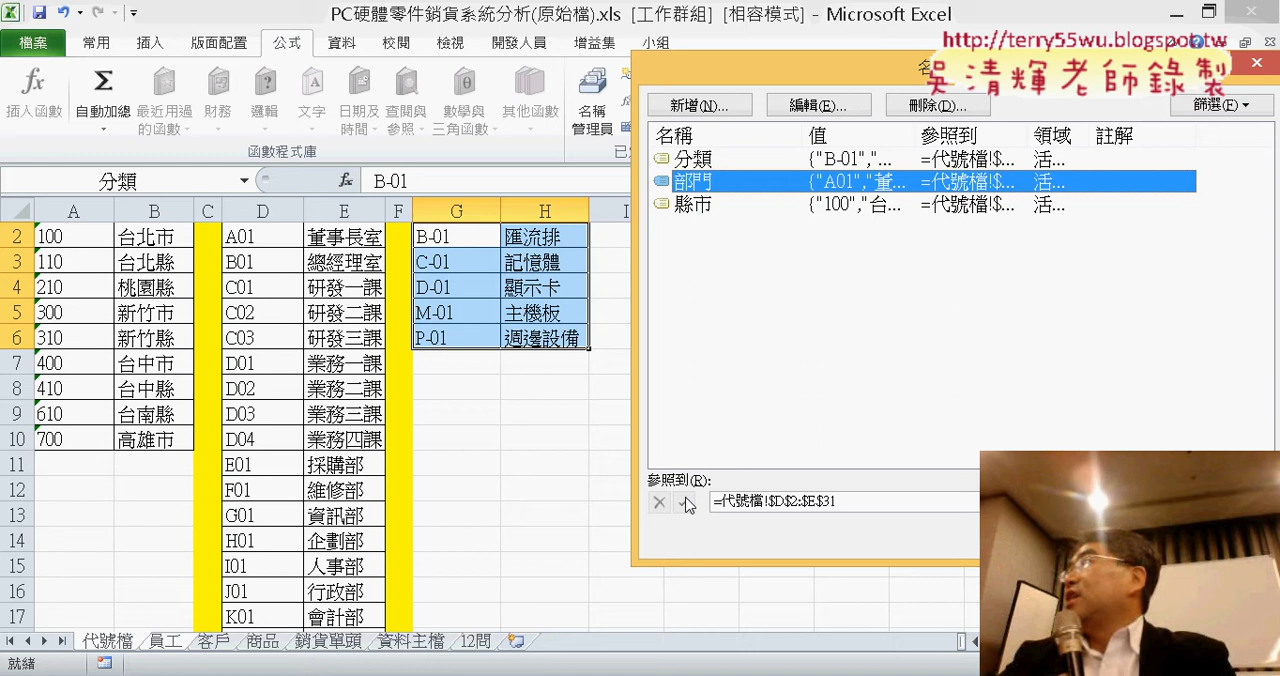 PC硬體零件銷貨系統分析(原始檔).xls [工作群組] [相容模式] - Microsoft Excel
檔案 常用 插入 版面配置 公式 資料 校閱 檢視 開發人員 增益集 小組
http://terry55wu.blogspot.tw
吳清輝老師錄製
插入函數 自動加總 最近用過的函數 財務 邏輯 文字 日期及時間 查閱與參照 數學與三角函數 其他函數 名稱管理員
函數程式庫
分類 fx B-01
A B C D E F G H I
2 100 台北市 A01 董事長室 B-01 匯流排
3 110 台北縣 B01 總經理室 C-01 記憶體
4 210 桃園縣 C01 研發一課 D-01 顯示卡
5 300 新竹市 C02 研發二課 M-01 主機板
6 310 新竹縣 C03 研發三課 P-01 週邊設備
7 400 台中市 D01 業務一課
8 410 台中縣 D02 業務二課
9 610 台南縣 D03 業務三課
10 700 高雄市 D04 業務四課
11 E01 採購部
12 F01 維修部
13 G01 資訊部
14 H01 企劃部
15 I01 人事部
16 J01 行政部
17 K01 會計部
代號檔 員工 客戶 商品 銷貨單頭 資料主檔 12問
就緒
新增(N)... 編輯(E)... 刪除(D)... 篩選(F)
名稱 值 參照到 領域 註解
分類 {"B-01","... =代號檔!$... 活...
部門 {"A01","董... =代號檔!$... 活...
縣市 {"100","台... =代號檔!$... 活...
參照到(R):
=代號檔!$D$2:$E$31